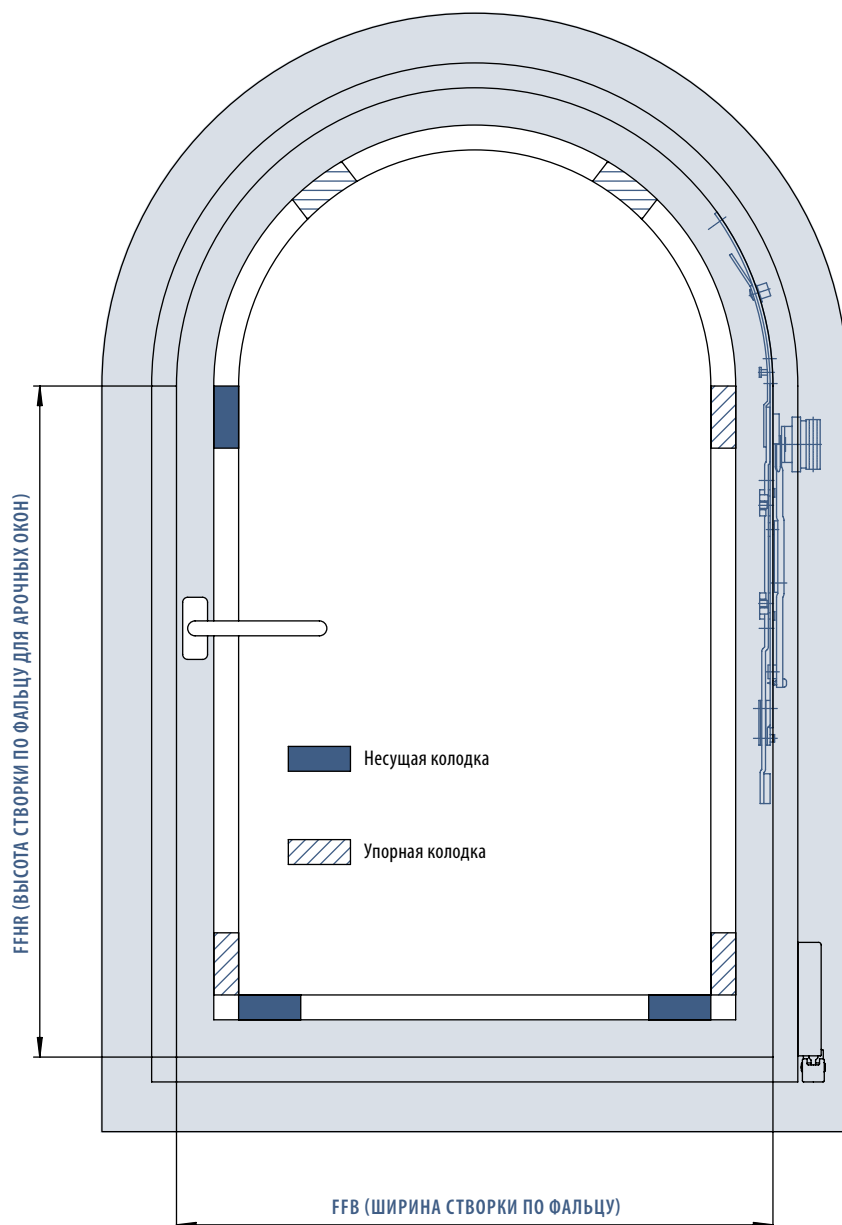 FFHR (ВЫСОТА СТВОРКИ ПО ФАЛЬЦУ ДЛЯ АРОЧНЫХ ОКОН)
Несущая колодка
Упорная колодка
FFB (ШИРИНА СТВОРКИ ПО ФАЛЬЦУ)